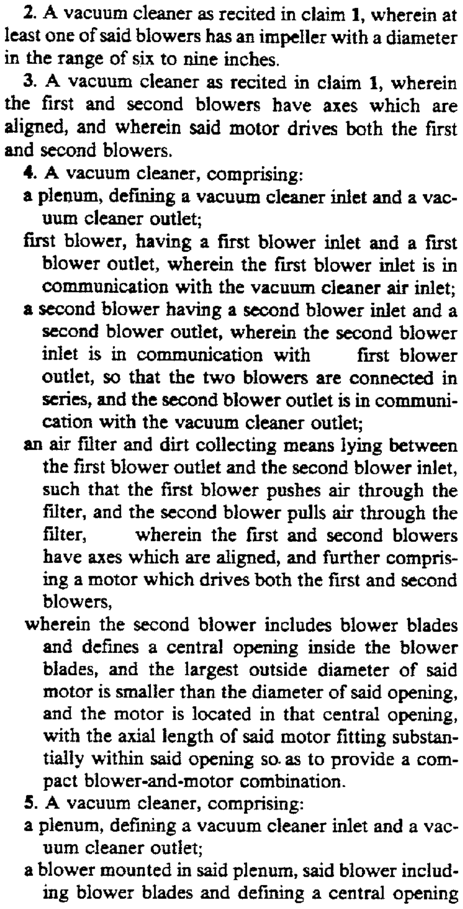 2. A vacuum cleaner as recited in claim 1, wherein at
least one of said blowers has an impeller with a diameter
in the range of six to nine inches.
3. A vacuum cleaner as recited in claim 1, wherein
the first and second blowers have axes which are
aligned, and wherein said motor drives both the first
and second blowers.
4. A vacuum cleaner, comprising:
a plenum, defining a vacuum cleaner inlet and a vac-
uum cleaner outlet;
first blower, having a first blower inlet and a first
blower outlet, wherein the first blower inlet is in
communication with the vacuum cleaner air inlet;
a second blower having a second blower inlet and a
second blower outlet, wherein the second blower
inlet is in communication with first blower
outlet, so that the two blowers are connected in
series, and the second blower outlet is in communi-
cation with the vacuum cleaner outlet;
an air filter and dirt collecting means lying between
the first blower outlet and the second blower inlet,
such that the first blower pushes air through the
filter, and the second blower pulls air through the
filter, wherein the first and second blowers
have axes which are aligned, and further compris-
ing a motor which drives both the first and second
blowers,
wherein the second blower includes blower blades
and defines a central opening inside the blower
blades, and the largest outside diameter of said
motor is smaller than the diameter of said opening,
and the motor is located in that central opening,
with the axial length of said motor fitting substan-
tially within said opening so as to provide a com-
pact blower-and-motor combination.
5. A vacuum cleaner, comprising:
a plenum, defining a vacuum cleaner inlet and a vac-
uum cleaner outlet;
a blower mounted in said plenum, said blower includ-
ing blower blades and defining a central opening